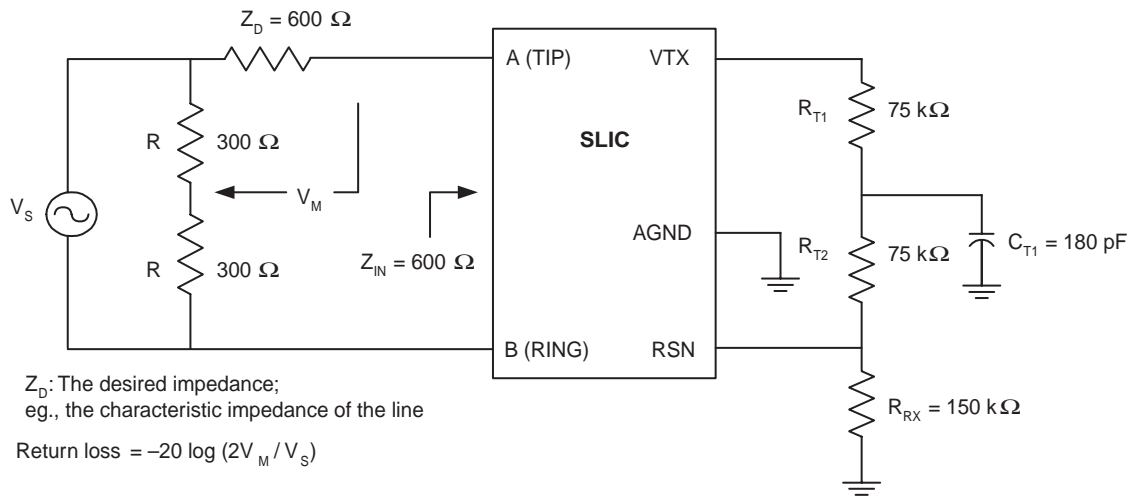 Z_D = 600 Ω
A (TIP)
VTX
R_T1
75 kΩ
R
300 Ω
SLIC
V_M
V_S
AGND
R_T2
75 kΩ
C_T1 = 180 pF
R
300 Ω
Z_IN = 600 Ω
B (RING)
RSN
R_RX = 150 kΩ
Z_D: The desired impedance;
eg., the characteristic impedance of the line
Return loss = –20 log (2V_M / V_S)